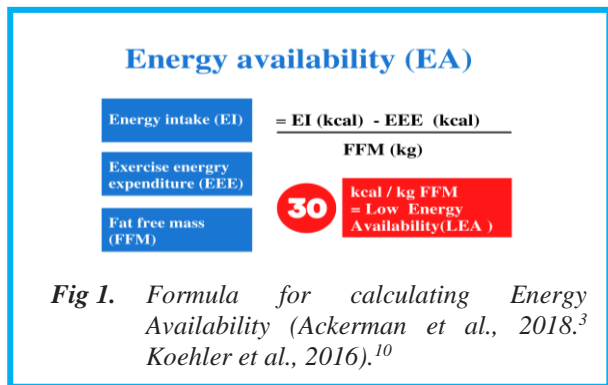 Energy availability (EA)
Energy intake (EI)
= EI (kcal) - EEE (kcal)
FFM (kg)
Exercise energry
expenditure (EEE)
Fat free mass
(FFM)
30
kcal / kg FFM
= Low Energy
Availability(LEA )
Fig 1. Formula for calculating Energy
Availability (Ackerman et al., 2018.³
Koehler et al., 2016).¹⁰